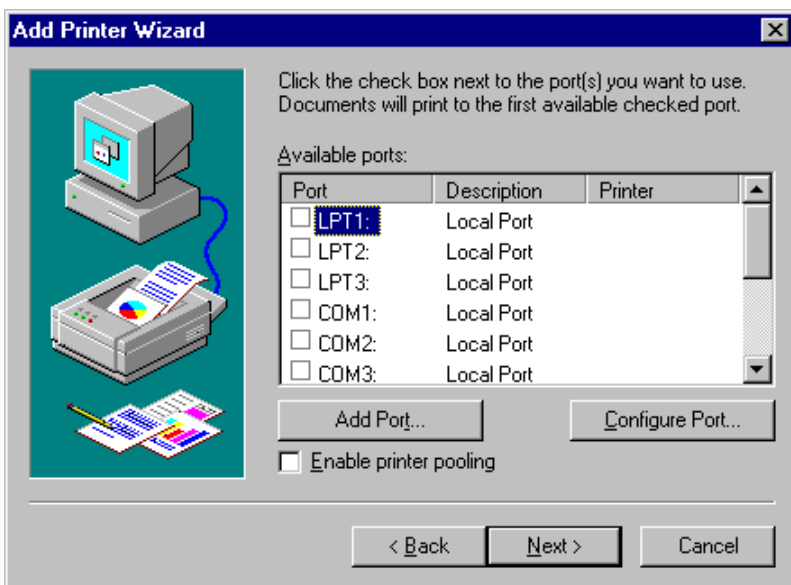 Add Printer Wizard
Click the check box next to the port(s) you want to use.
Documents will print to the first available checked port.
Available ports:
Port Description Printer
LPT1: Local Port
LPT2: Local Port
LPT3: Local Port
COM1: Local Port
COM2: Local Port
COM3: Local Port
Add Port... Configure Port...
Enable printer pooling
< Back Next > Cancel